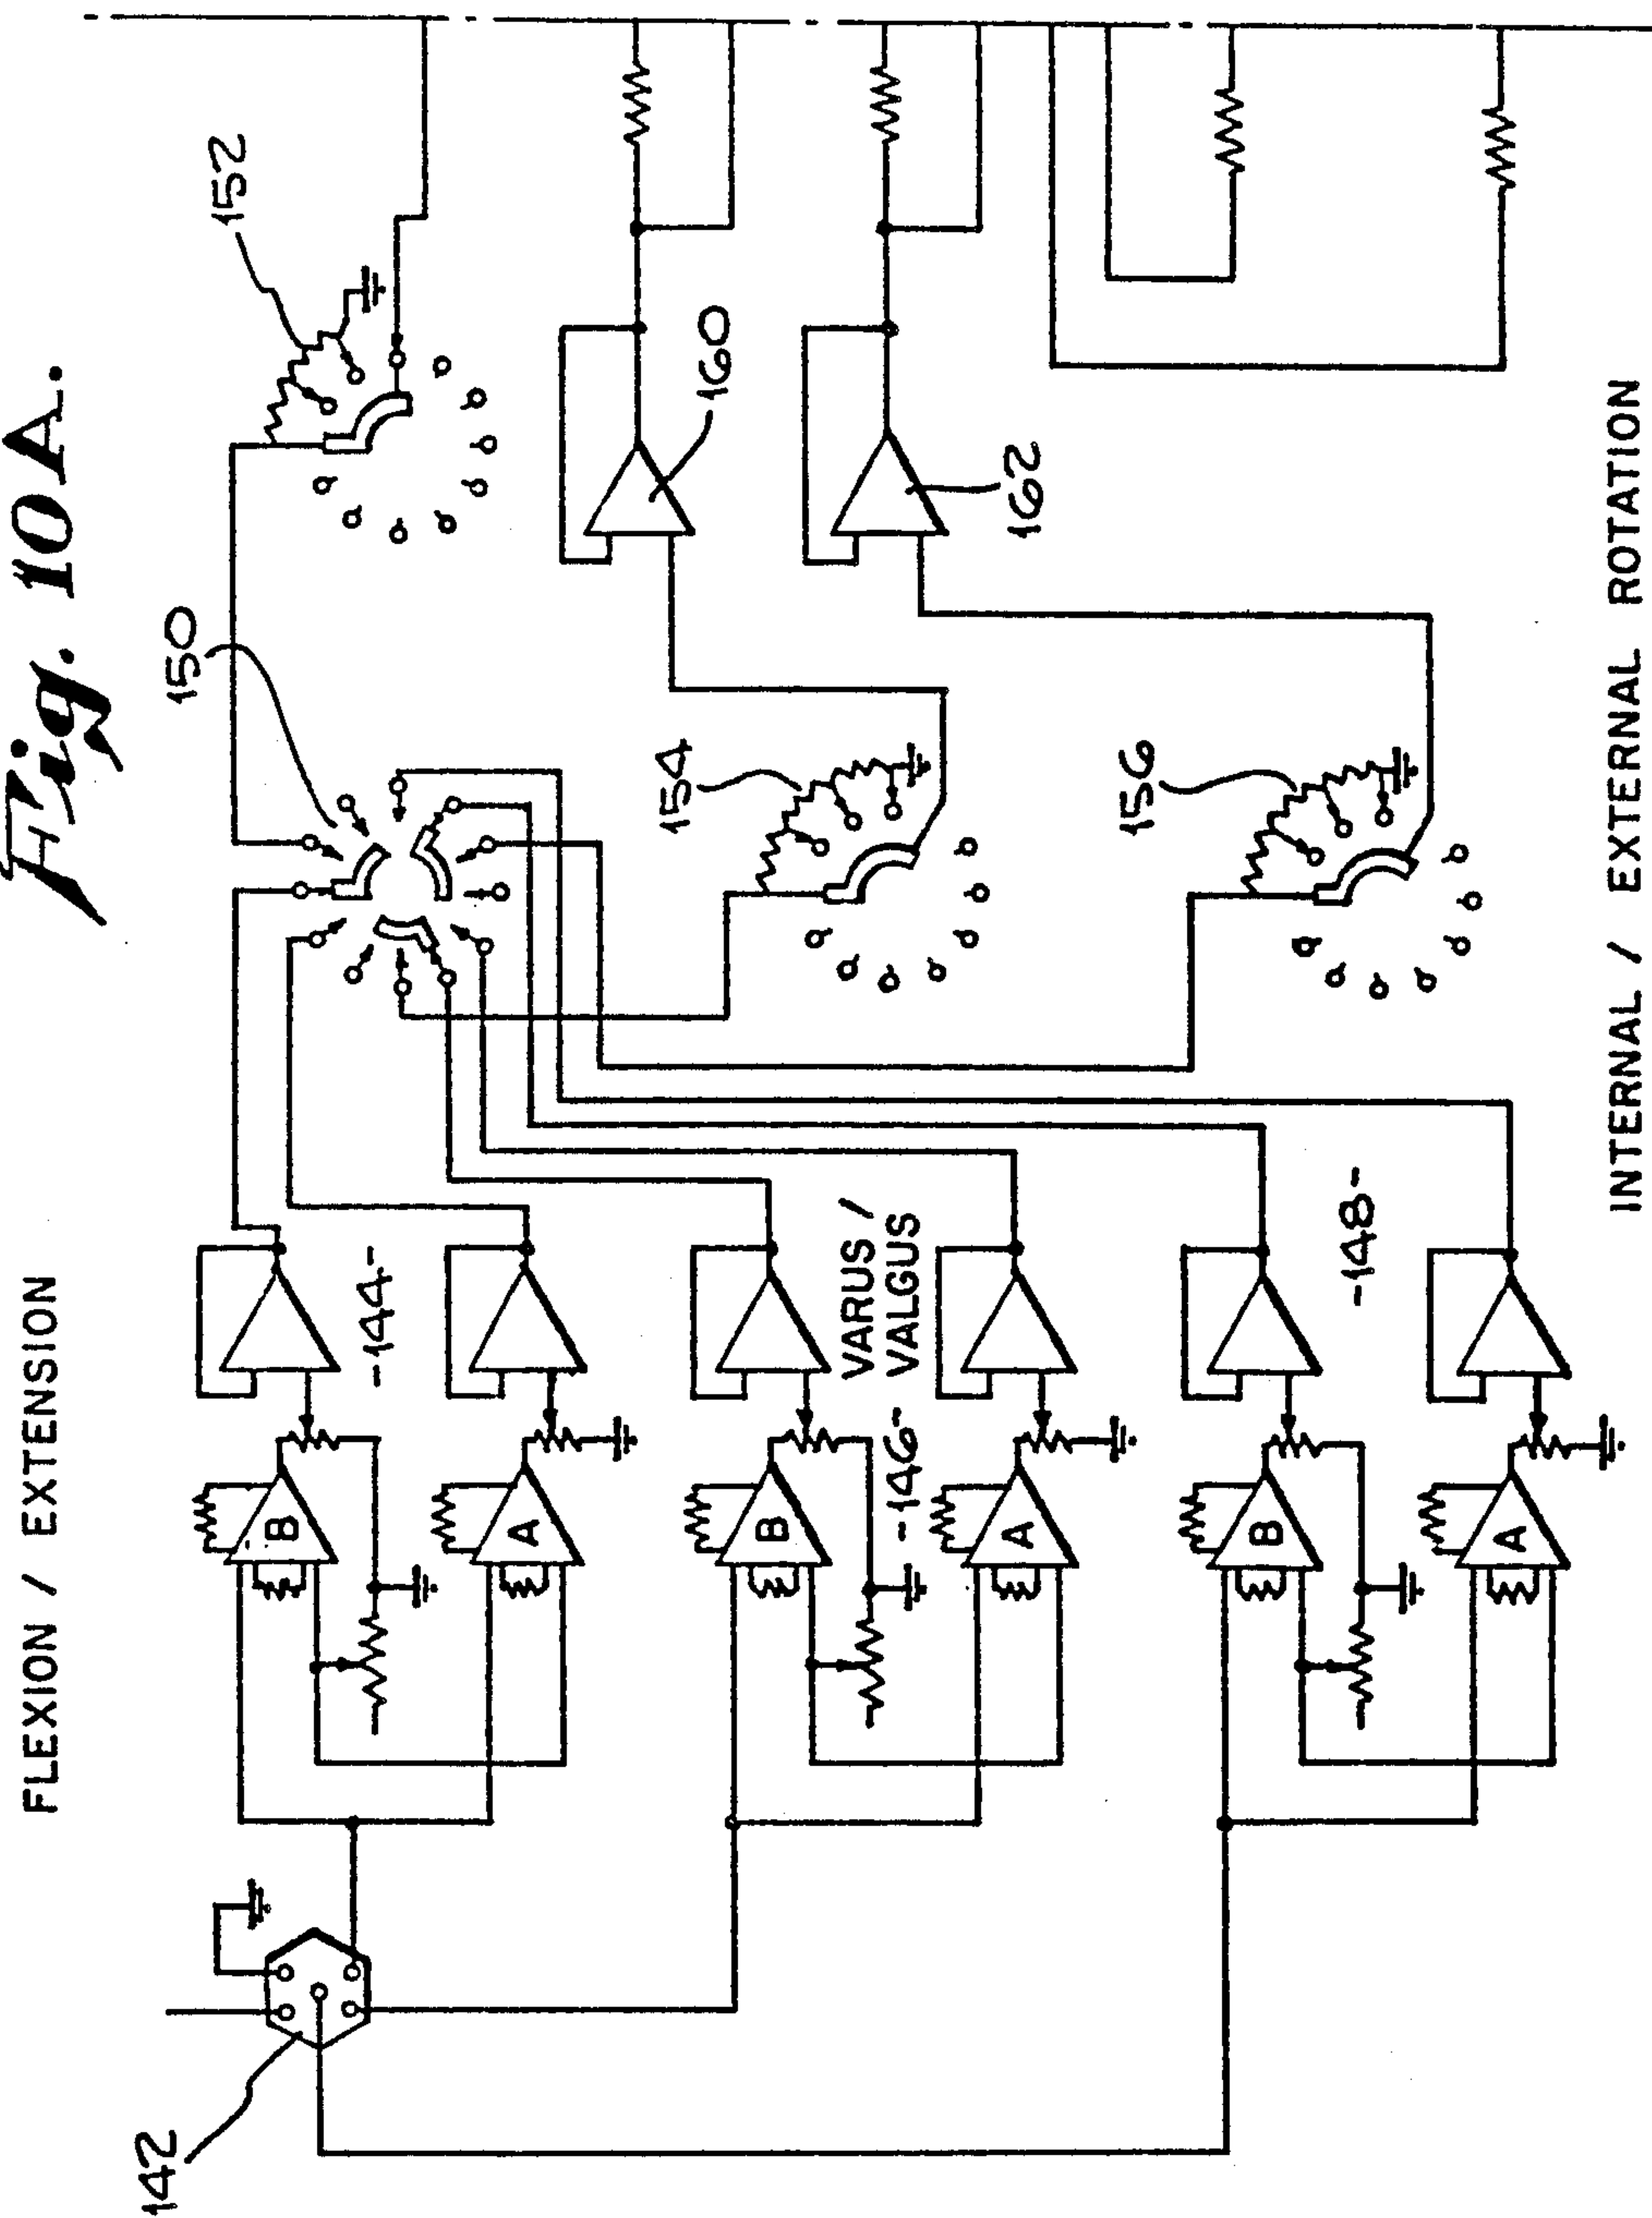 Fig. 10A.
FLEXION / EXTENSION
142
B
A
-144-
150
152
B
A
-146-
VARUS /
VALGUS
154
160
162
B
A
-148-
156
INTERNAL / EXTERNAL ROTATION